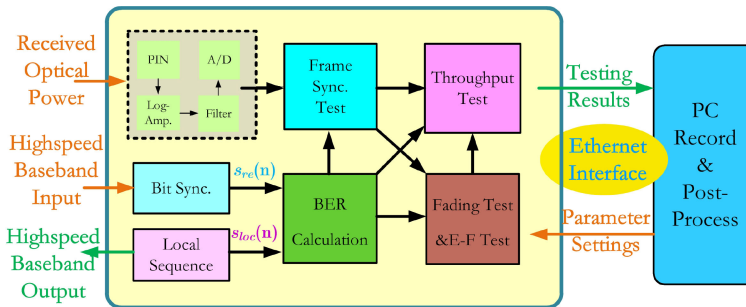 Received
Optical
Power
PIN
A/D
Log-
Amp.
Filter
Frame
Sync.
Test
Throughput
Test
Testing
Results
PC
Record
&
Post-
Process
Ethernet
Interface
Highspeed
Baseband
Input
Bit Sync.
s_re(n)
BER
Calculation
Fading Test
&E-F Test
Parameter
Settings
Highspeed
Baseband
Output
Local
Sequence
s_loc(n)